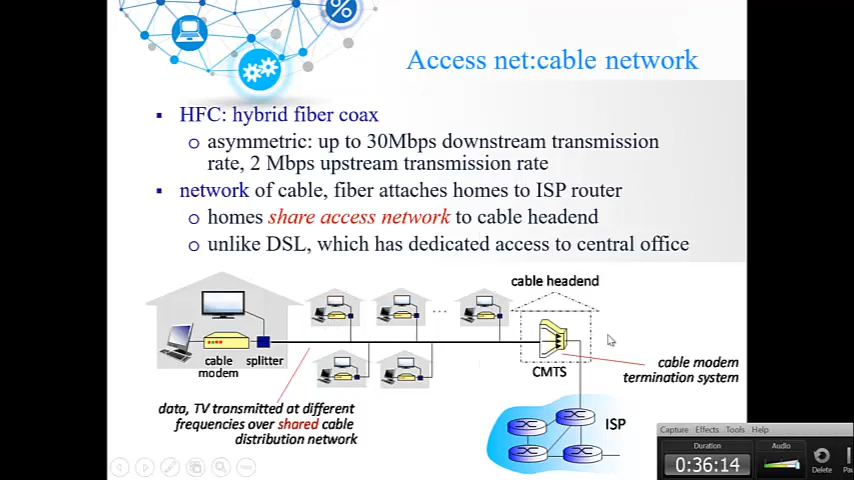 Access net:cable network
▪ HFC: hybrid fiber coax
o asymmetric: up to 30Mbps downstream transmission
rate, 2 Mbps upstream transmission rate
▪ network of cable, fiber attaches homes to ISP router
o homes share access network to cable headend
o unlike DSL, which has dedicated access to central office
cable headend
...
cable
modem
splitter
CMTS
cable modem
termination system
data, TV transmitted at different
frequencies over shared cable
distribution network
ISP
Capture Effects Tools Help
Duration
0:36:14
Audio
Delete